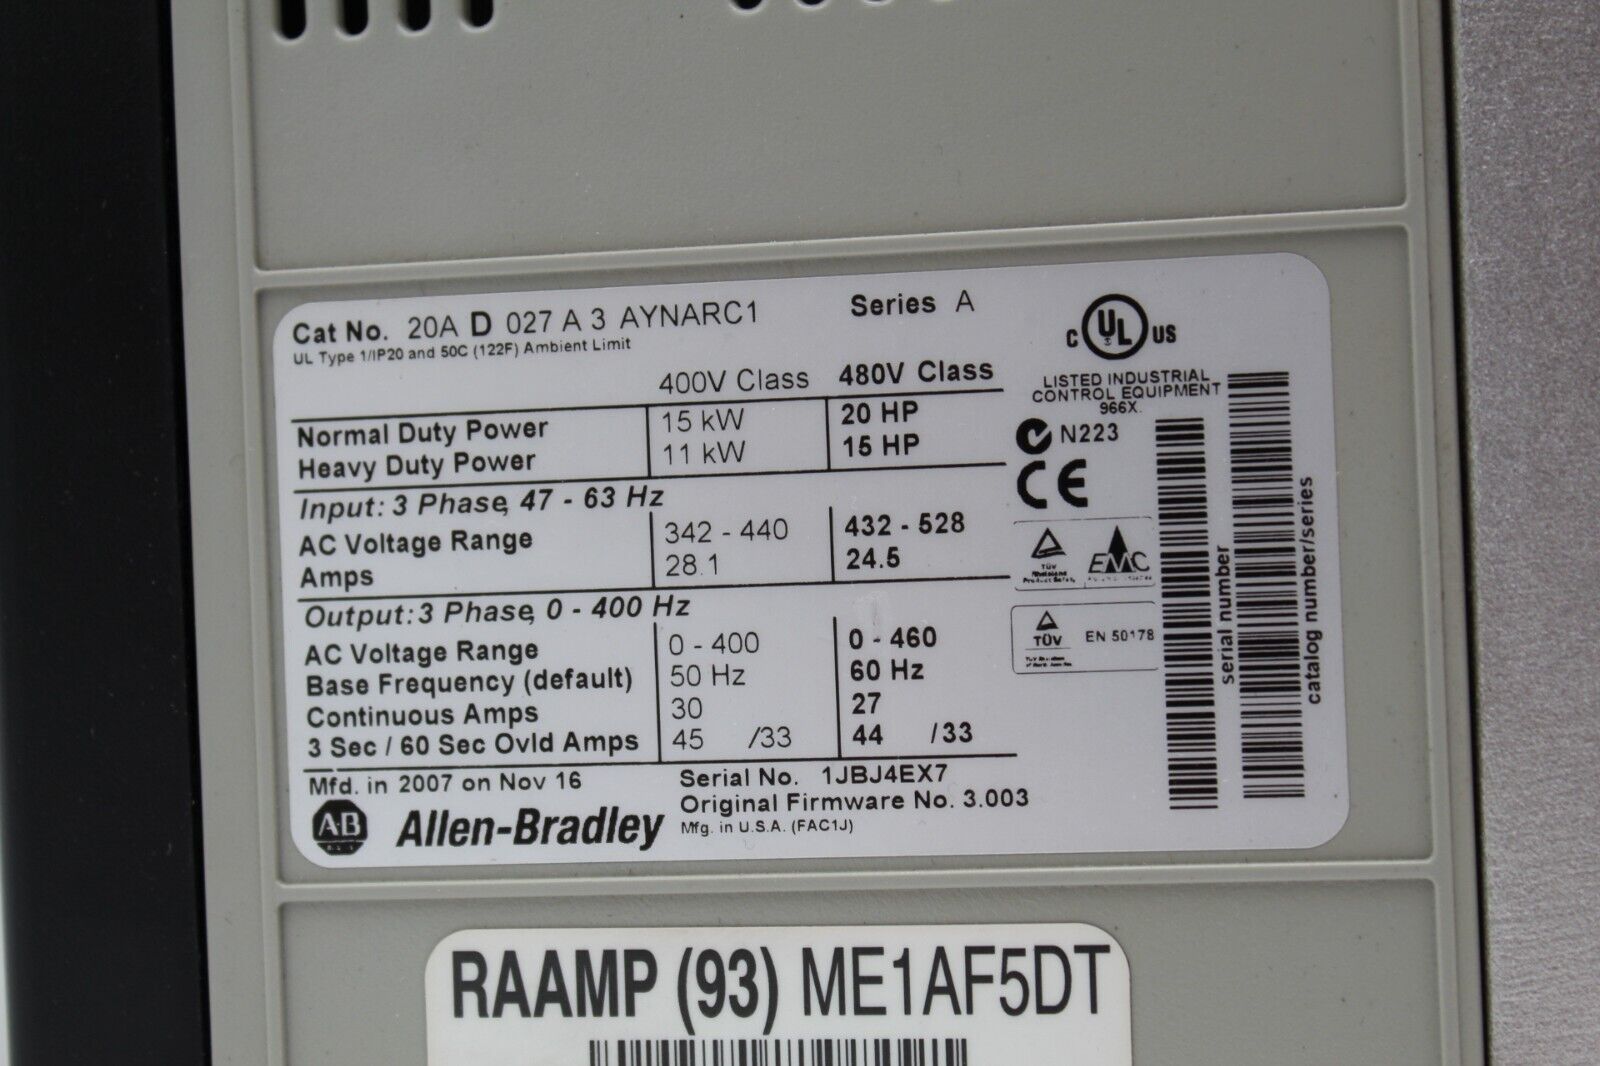 Cat No. 20A D 027 A 3 AYNARC1 Series A
UL Type 1/IP20 and 50C (122F) Ambient Limit
400V Class 480V Class
Normal Duty Power 15 kW 20 HP
Heavy Duty Power 11 kW 15 HP
Input: 3 Phase, 47 - 63 Hz
AC Voltage Range 342 - 440 432 - 528
Amps 28.1 24.5
Output: 3 Phase, 0 - 400 Hz
AC Voltage Range 0 - 400 0 - 460
Base Frequency (default) 50 Hz 60 Hz
Continuous Amps 30 27
3 Sec / 60 Sec Ovld Amps 45 /33 44 /33
Mfd. in 2007 on Nov 16 Serial No. 1JBJ4EX7
Original Firmware No. 3.003
A-B Allen-Bradley Mfg. in U.S.A. (FAC1J)
C UL US
LISTED INDUSTRIAL
CONTROL EQUIPMENT
966X
N223
CE
TÜV EMC
TÜV EN 50178
serial number
catalog number/series
RAAMP (93) ME1AF5DT